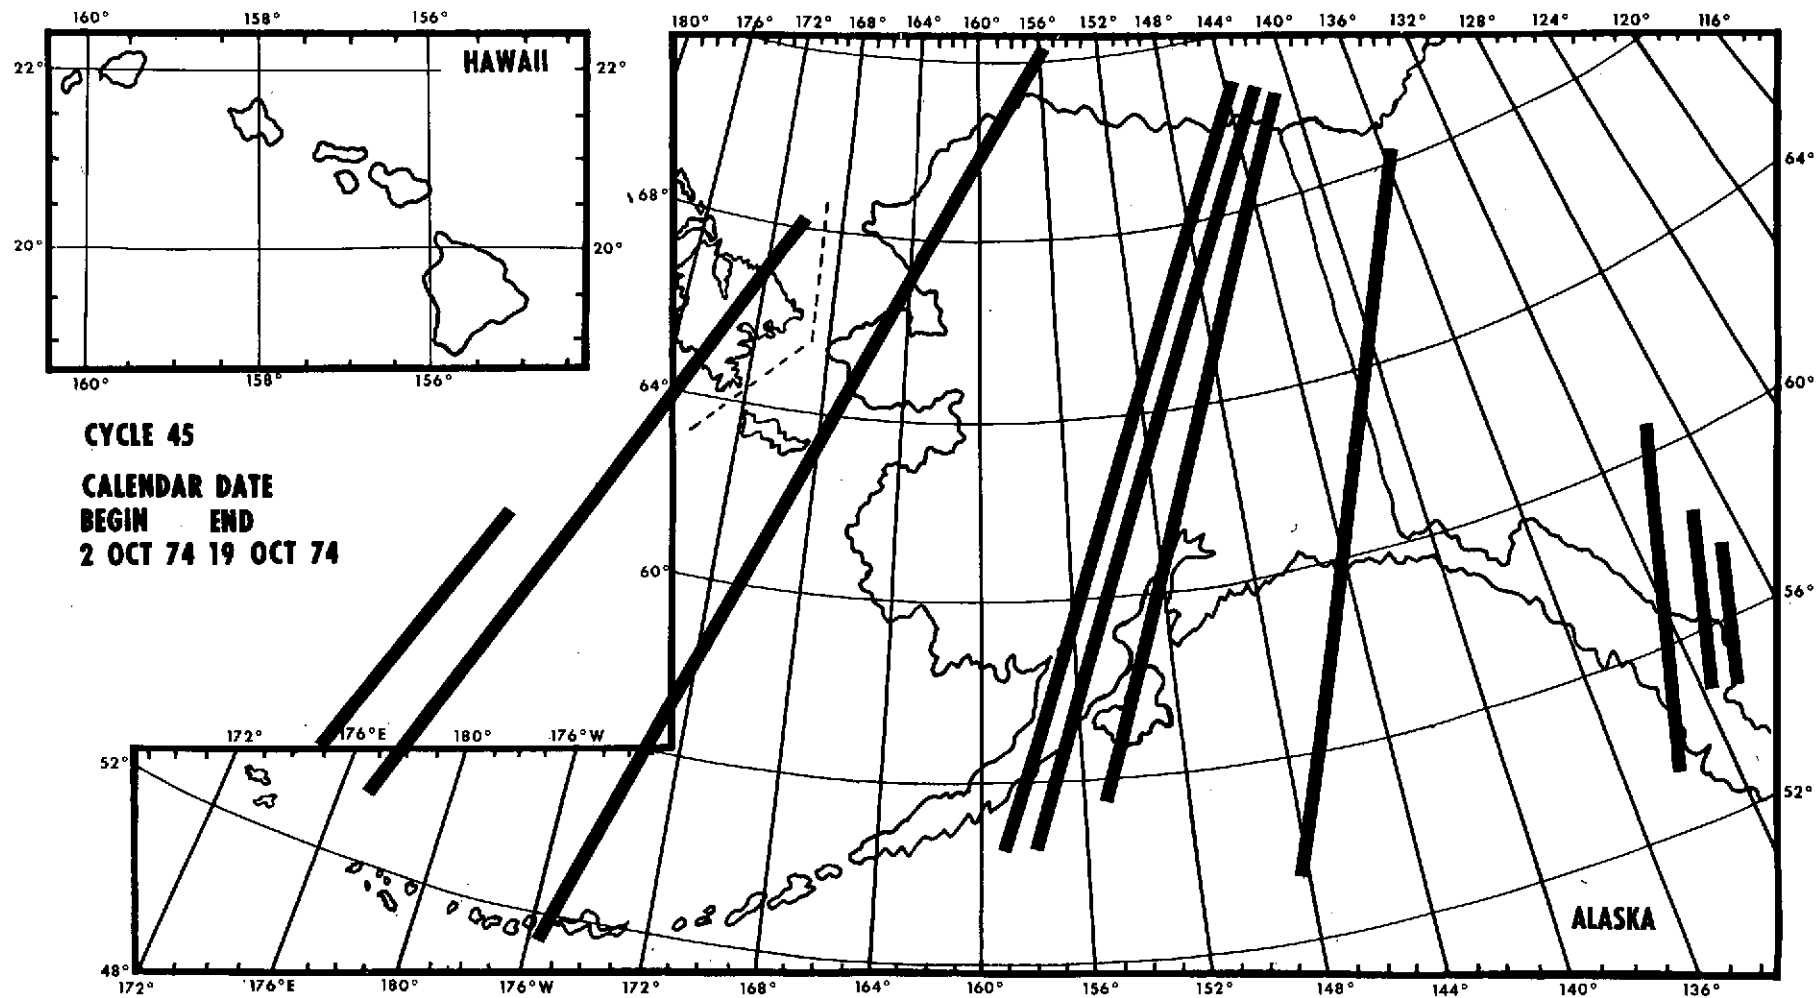 160° 158° 156°
180° 176° 172° 168° 164° 160° 156° 152° 148° 144° 140° 136° 132° 128° 124° 120° 116°
HAWAII
22° 22°
64°
68°
20° 20°
160° 158° 156°
64° 60°
CYCLE 45
CALENDAR DATE
BEGIN END
2 OCT 74 19 OCT 74
60° 56°
172° 176°E 180° 176°W
52° 52°
ALASKA
48°
172° 176°E 180° 176°W 172° 168° 164° 160° 156° 152° 148° 144° 140° 136°